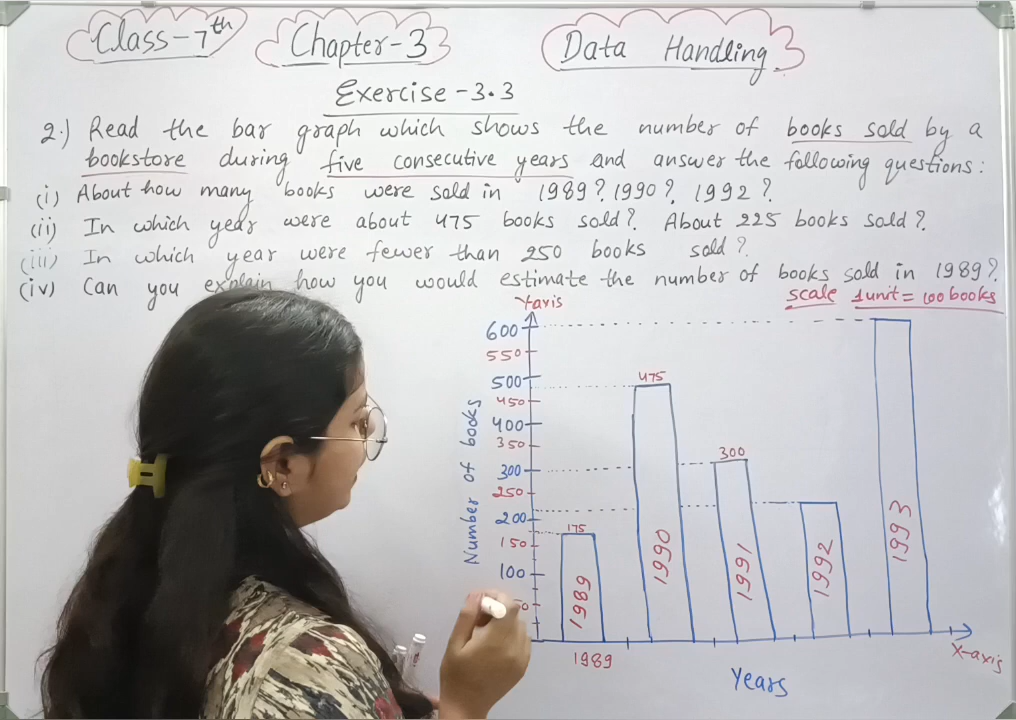 Class-7th Chapter-3 Data Handling
Exercise -3.3
2.) Read the bar graph which shows the number of books sold by a
bookstore during five consecutive years and answer the following questions:
(i) About how many books were sold in 1989? 1990? 1992?
(ii) In which year were about 475 books sold? About 225 books sold?
(iii) In which year were fewer than 250 books sold?
(iv) Can you explain how you would estimate the number of books sold in 1989?
scale 1unit = 100 books
Y-axis
600
550
500
450
400
350
300
250
200
150
100
Number of books
175
475
300
1989
1990
1991
1992
1993
1989
X-axis
Years